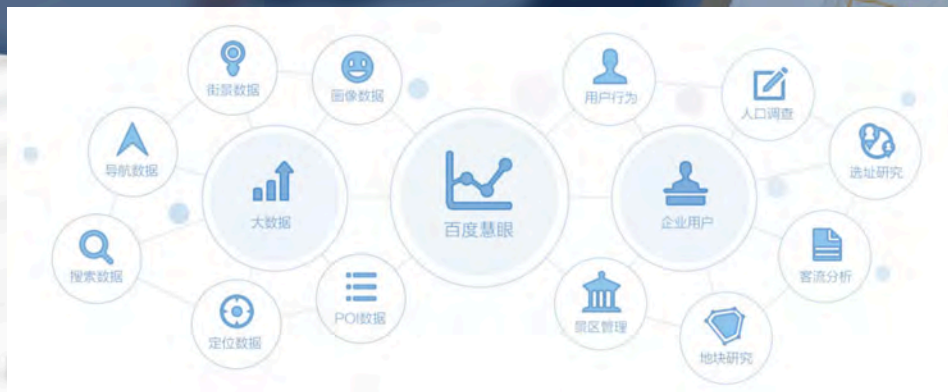 街景数据
画像数据
用户行为
人口调查
导航数据
选址研究
大数据
百度慧眼
企业用户
搜索数据
客流分析
定位数据
POI数据
景区管理
地块研究